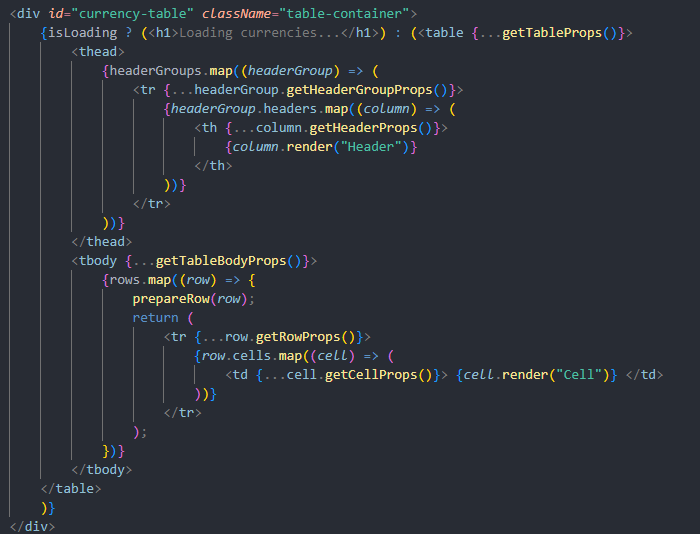 <div id="currency-table" className="table-container">
    {isLoading ? (<h1>Loading currencies...</h1>) : (<table {...getTableProps()}>
        <thead>
            {headerGroups.map((headerGroup) => (
                <tr {...headerGroup.getHeaderGroupProps()}>
                    {headerGroup.headers.map((column) => (
                        <th {...column.getHeaderProps()}>
                            {column.render("Header")}
                        </th>
                    ))}
                </tr>
            ))}
        </thead>
        <tbody {...getTableBodyProps()}>
            {rows.map((row) => {
                prepareRow(row);
                return (
                    <tr {...row.getRowProps()}>
                        {row.cells.map((cell) => (
                            <td {...cell.getCellProps()}> {cell.render("Cell")} </td>
                        ))}
                    </tr>
                );
            })}
        </tbody>
    </table>
    )}
</div>